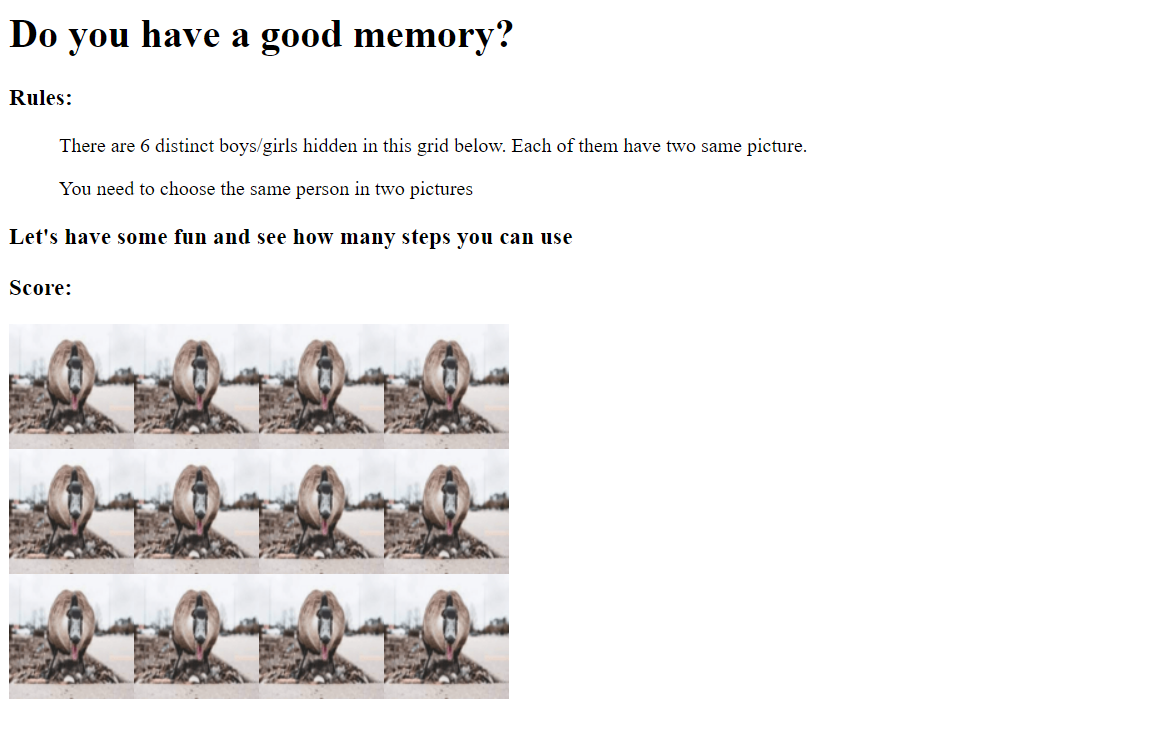 Do you have a good memory?
Rules:
There are 6 distinct boys/girls hidden in this grid below. Each of them have two same picture.
You need to choose the same person in two pictures
Let's have some fun and see how many steps you can use
Score: